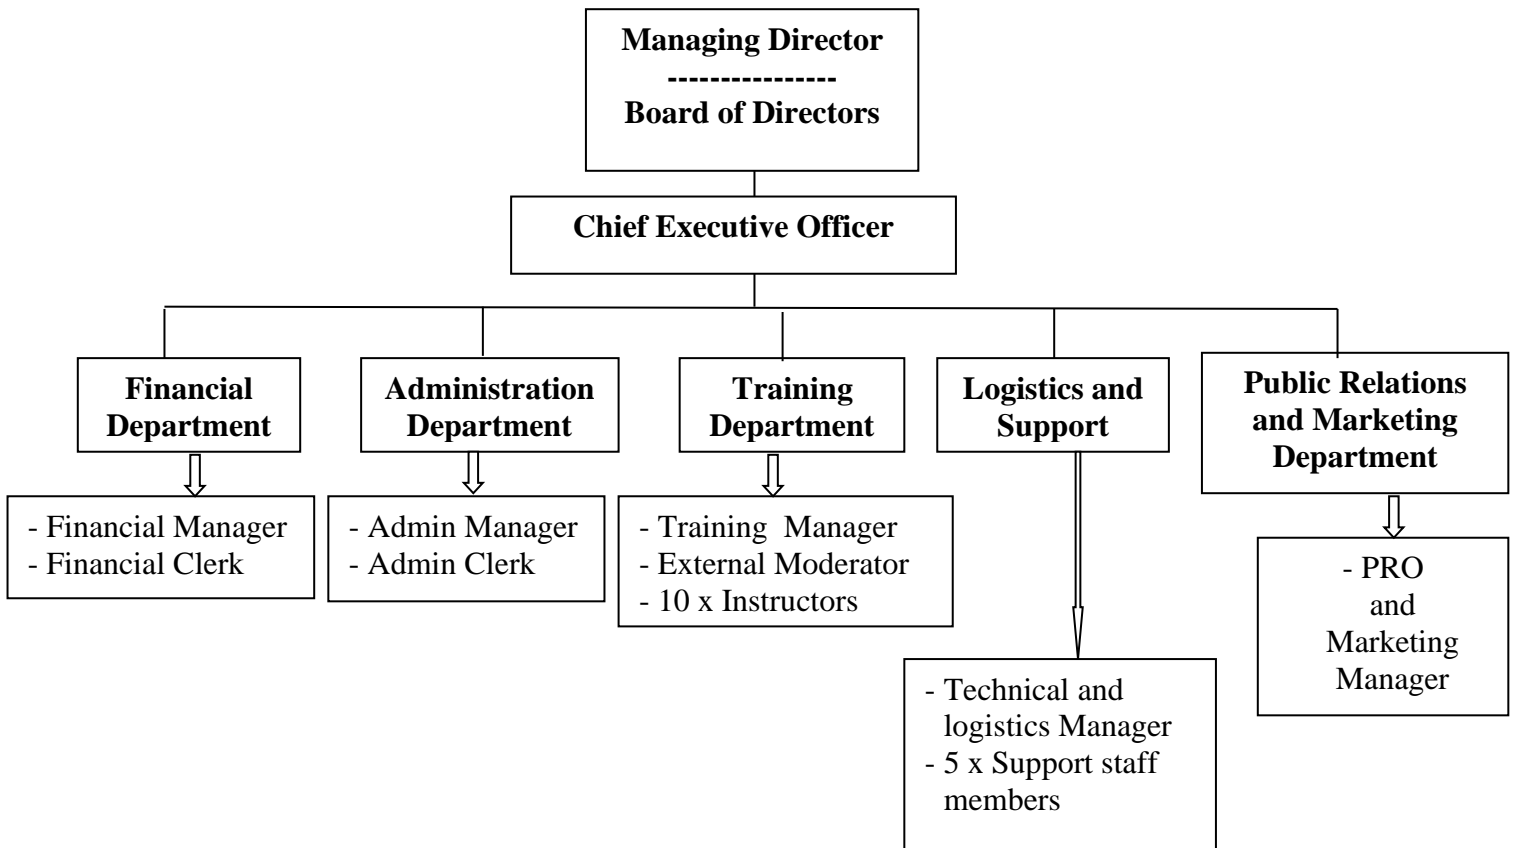 Managing Director
----------------
Board of Directors
Chief Executive Officer
Financial
Department
Administration
Department
Training
Department
Logistics and
Support
Public Relations
and Marketing
Department
- Financial Manager
- Financial Clerk
- Admin Manager
- Admin Clerk
- Training Manager
- External Moderator
- 10 x Instructors
- Technical and
logistics Manager
- 5 x Support staff
members
- PRO
and
Marketing
Manager